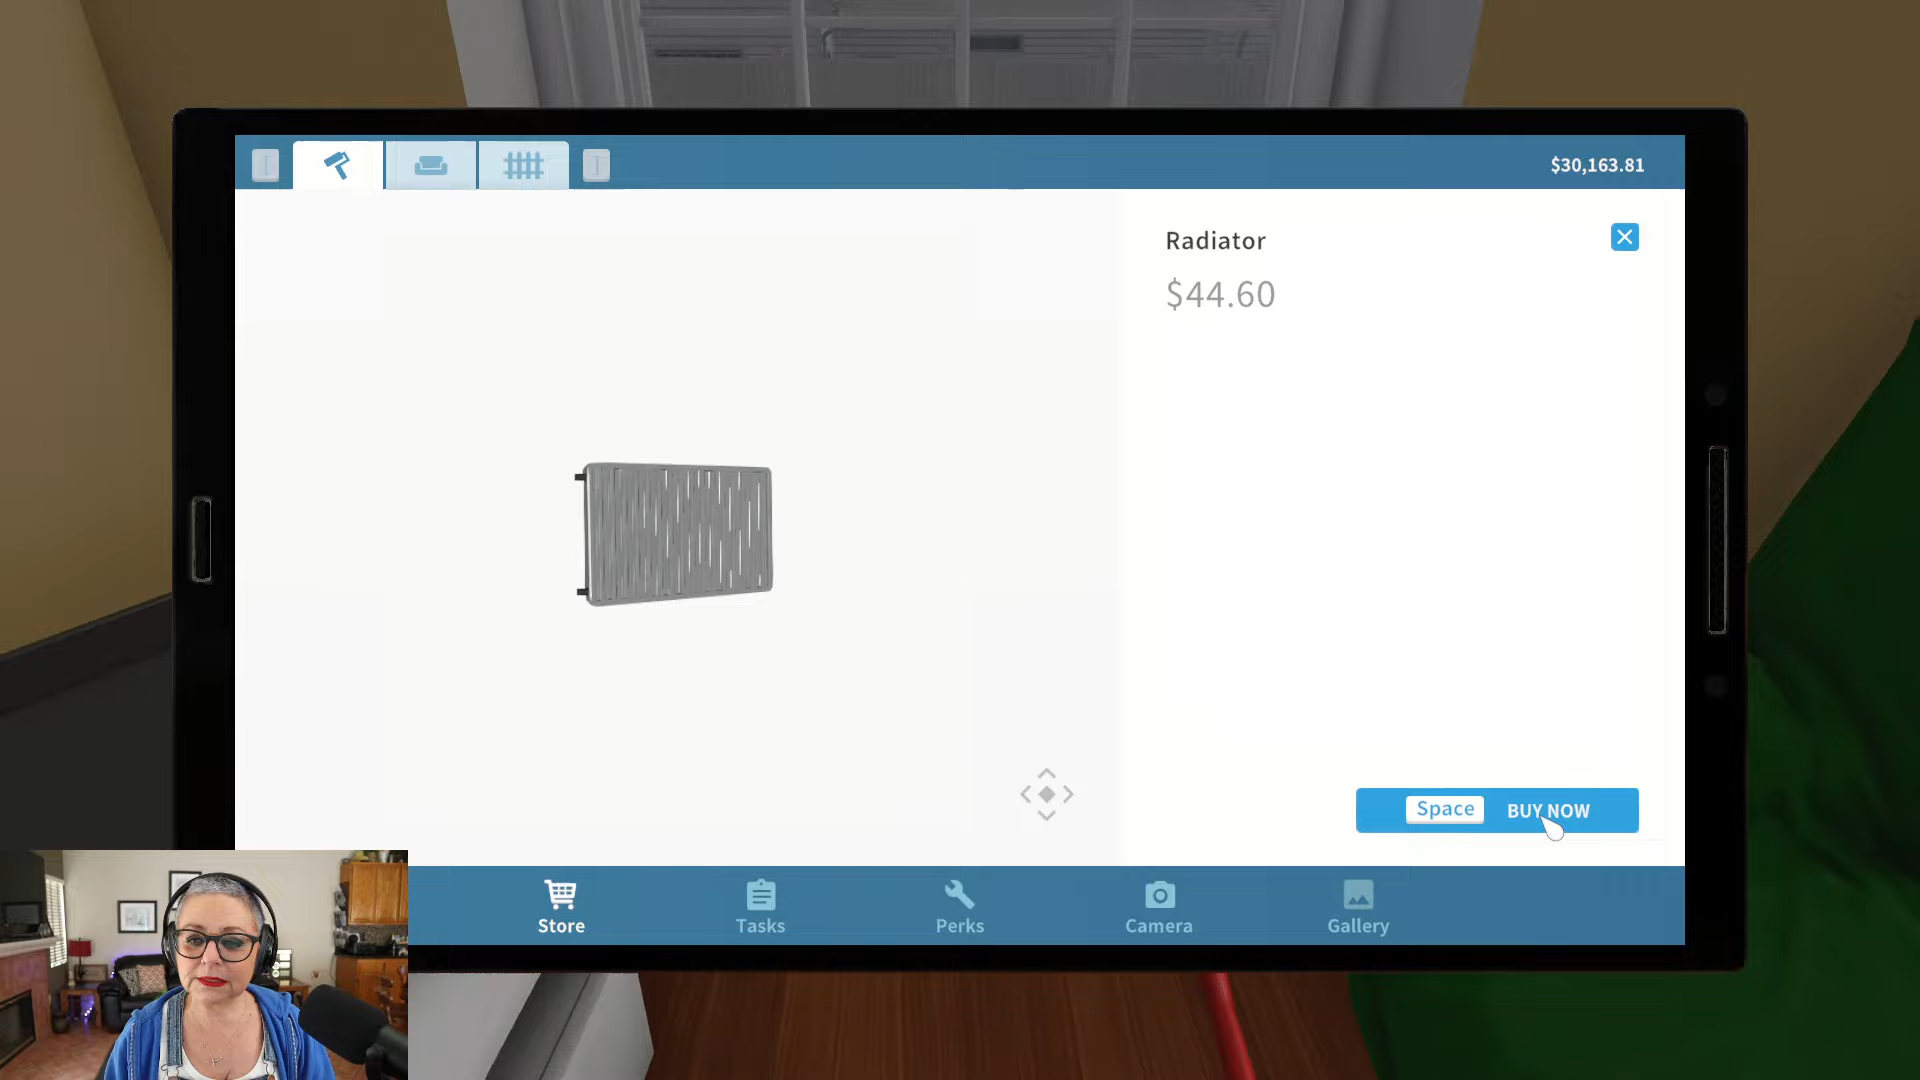 $30,163.81
Radiator
$44.60
Space BUY NOW
Store
Tasks
Perks
Camera
Gallery